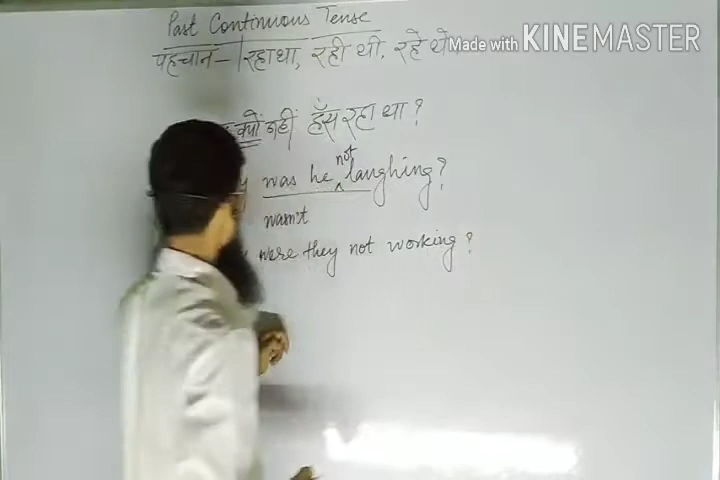 Past Continuous Tense
पहचान - रहा था, रही थी, रहे थे
Made with KINEMASTER
क्यों नहीं हँस रहा था ?
not
was he ^ laughing?
wasn't
were they not working ?